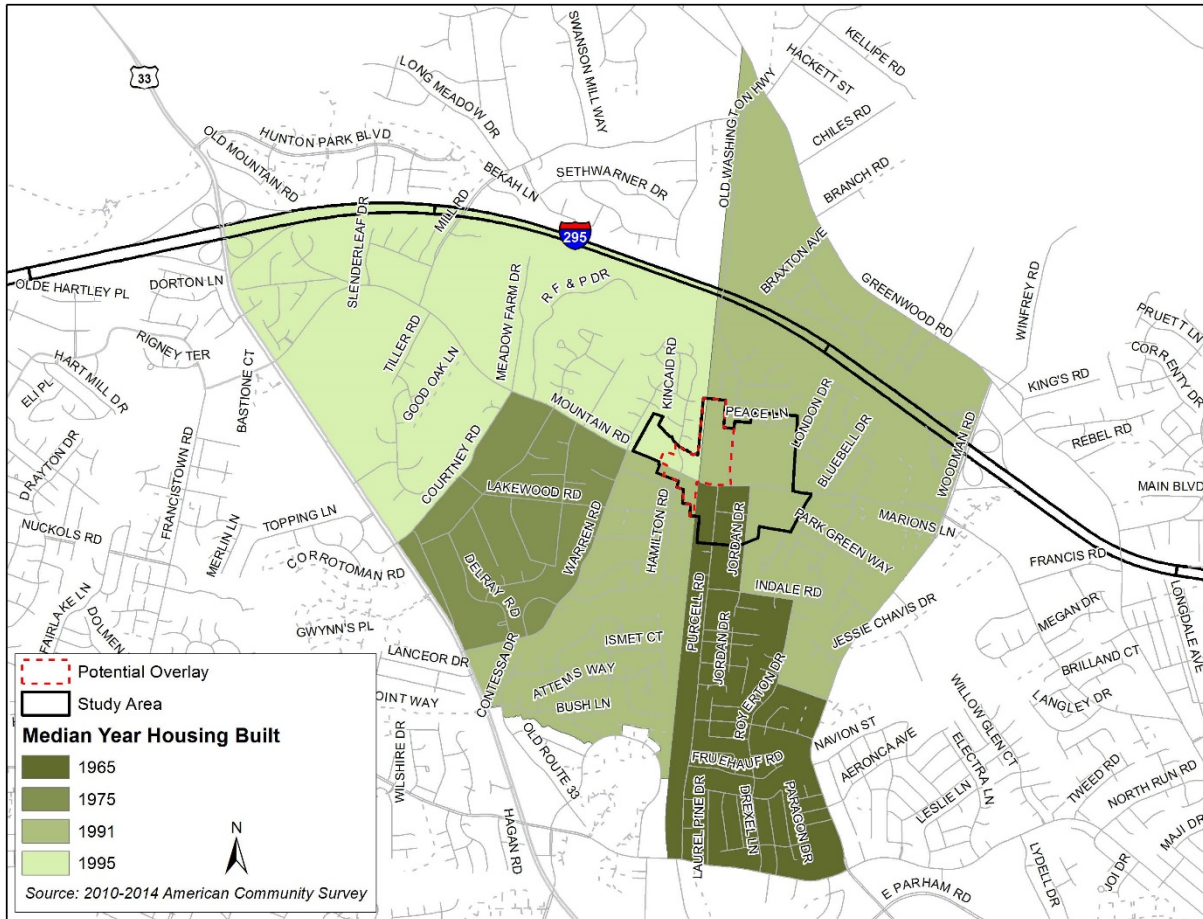 KELLIPE RD
SWANSON MILL WAY
HACKETT ST
33
LONG MEADOW DR
OLD WASHINGTON HWY
CHILES RD
HUNTON PARK BLVD
OLD MOUNTAIN RD
BEKAH LN
SETHWARNER DR
BRANCH RD
MILL RD
SLENDERLEAF DR
295
BRAXTON AVE
GREENWOOD RD
WINFREY RD
OLDE HARTLEY PL
DORTON LN
R F & P DR
MEADOW FARM DR
PRUETT LN
RIGNEY TER
TILLER RD
GOOD OAK LN
KINCAID RD
CORRENTY DR
HART MILL DR
ELI PL
BASTIONE CT
KING'S RD
MOUNTAIN RD
PEACE LN
LONDON DR
BLUEBELL DR
WOODMAN RD
REBEL RD
DRAYTON DR
FRANCISTOWN RD
COURTNEY RD
LAKEWOOD RD
MAIN BLVD
NUCKOLS RD
MERLIN LN
TOPPING LN
WARREN RD
HAMILTON RD
JORDAN DR
PARK GREEN WAY
MARIONS LN
CORROTOMAN RD
DELRAY RD
FRANCIS RD
PURCELL RD
INDALE RD
LONGDALE AVE
FAIRLAKE LN
DOLMEN
GWYNN'S PL
ISMET CT
JORDAN DR
JESSIE CHAVIS DR
MEGAN DR
LANCEOR DR
CONTESSA DR
ATTEMS WAY
BRILLAND CT
OINT WAY
BUSH LN
ROYERTON DR
WILLOW GLEN CT
LANGLEY DR
NAVION ST
ELECTRA LN
WILSHIRE DR
OLD ROUTE 33
FRUEHAUF RD
AERONCA AVE
LESLIE LN
TWEED RD
NORTH RUN RD
HAGAN RD
LAUREL PINE DR
DREXEL LN
PARAGON DR
MAJI DR
LYDELL DR
JOI DR
E PARHAM RD
Potential Overlay
Study Area
Median Year Housing Built
1965
1975
1991
1995
N
Source: 2010-2014 American Community Survey